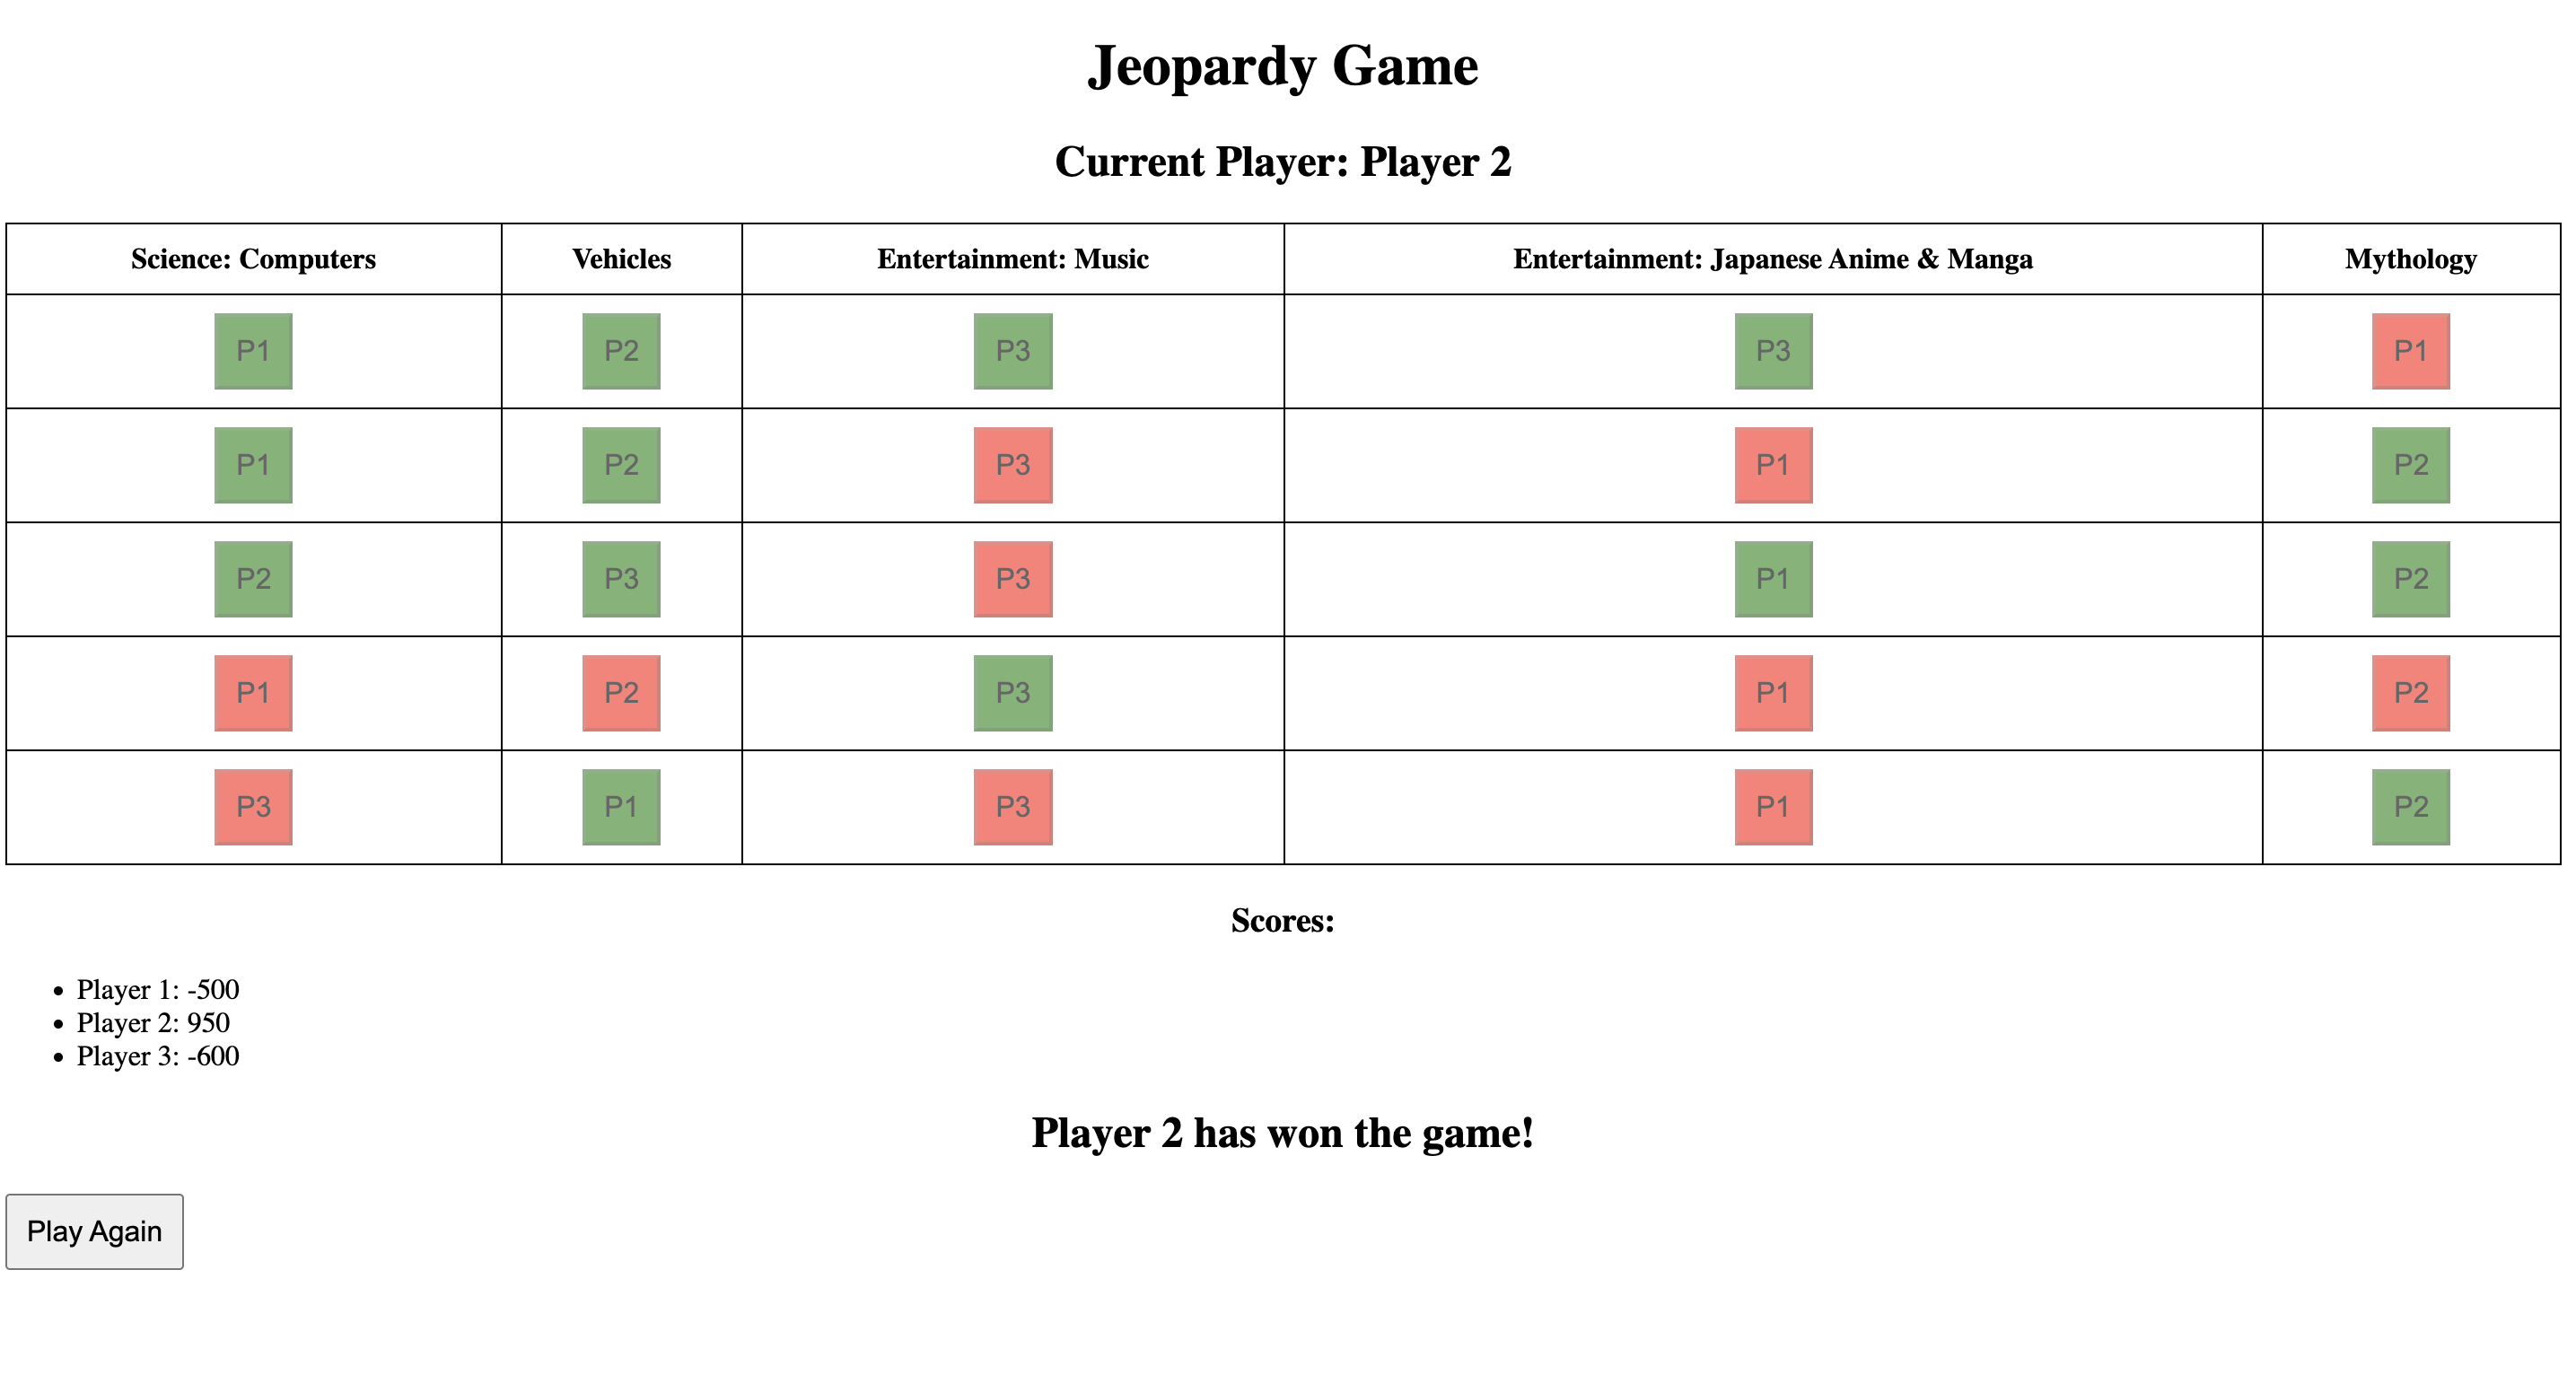 Jeopardy Game
Current Player: Player 2
Science: Computers Vehicles Entertainment: Music Entertainment: Japanese Anime & Manga Mythology
P1 P2 P3 P3 P1
P1 P2 P3 P1 P2
P2 P3 P3 P1 P2
P1 P2 P3 P1 P2
P3 P1 P3 P1 P2
Scores:
• Player 1: -500
• Player 2: 950
• Player 3: -600
Player 2 has won the game!
Play Again